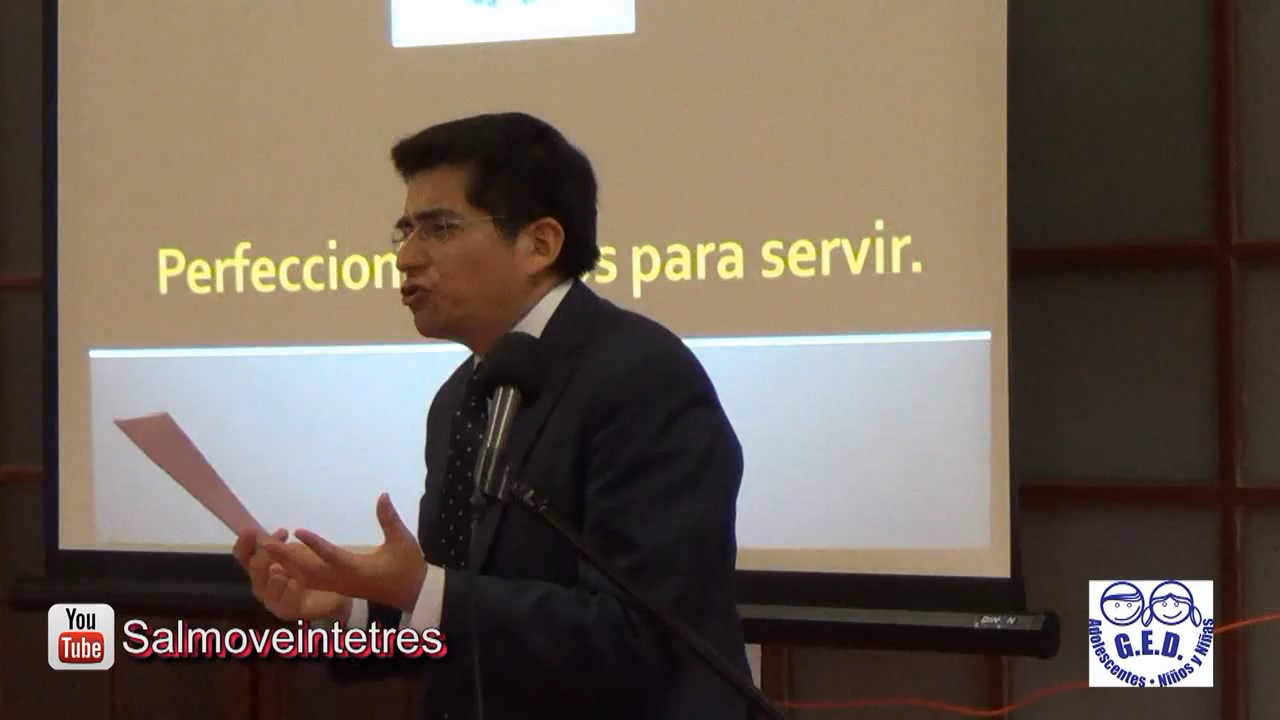 Perfeccion s para servir.
You
Tube
Salmoveintetres
G.E.D.
Adolescentes • Niños y Niñas